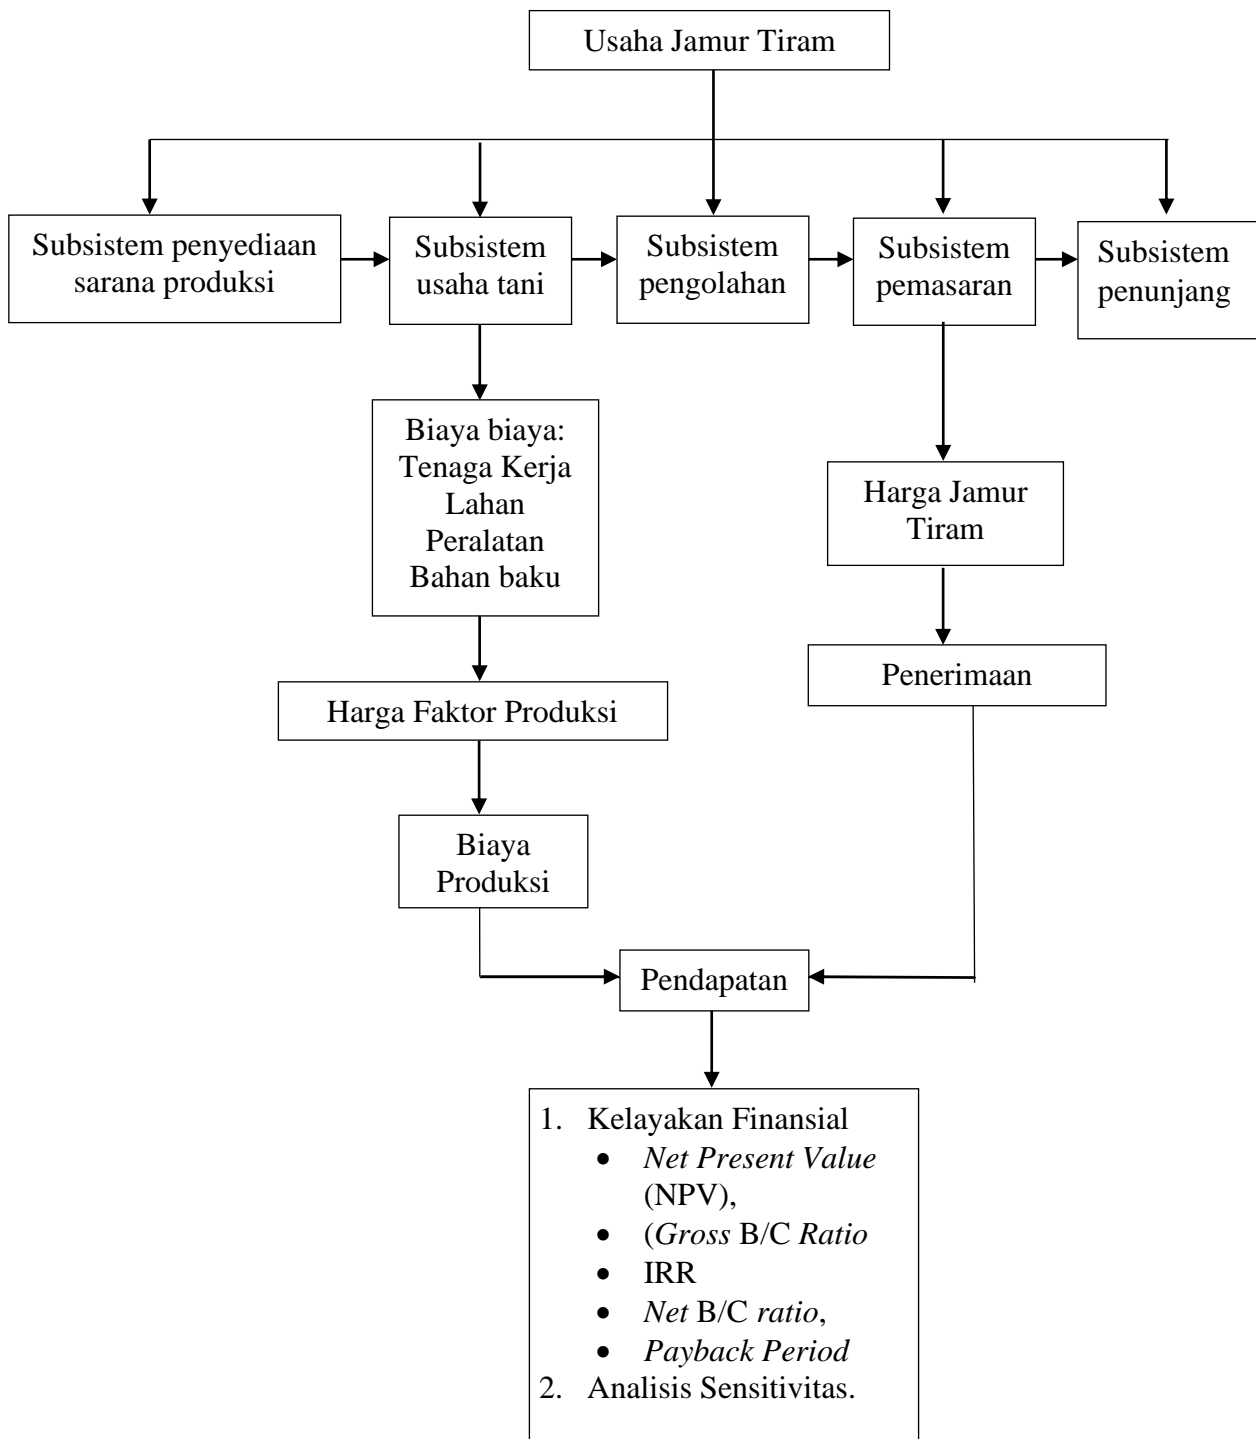 Usaha Jamur Tiram
Subsistem penyediaan
sarana produksi
Subsistem
usaha tani
Subsistem
pengolahan
Subsistem
pemasaran
Subsistem
penunjang
Biaya biaya:
Tenaga Kerja
Lahan
Peralatan
Bahan baku
Harga Jamur
Tiram
Harga Faktor Produksi
Penerimaan
Biaya
Produksi
Pendapatan
1. Kelayakan Finansial
• Net Present Value
(NPV),
• (Gross B/C Ratio
• IRR
• Net B/C ratio,
• Payback Period
2. Analisis Sensitivitas.